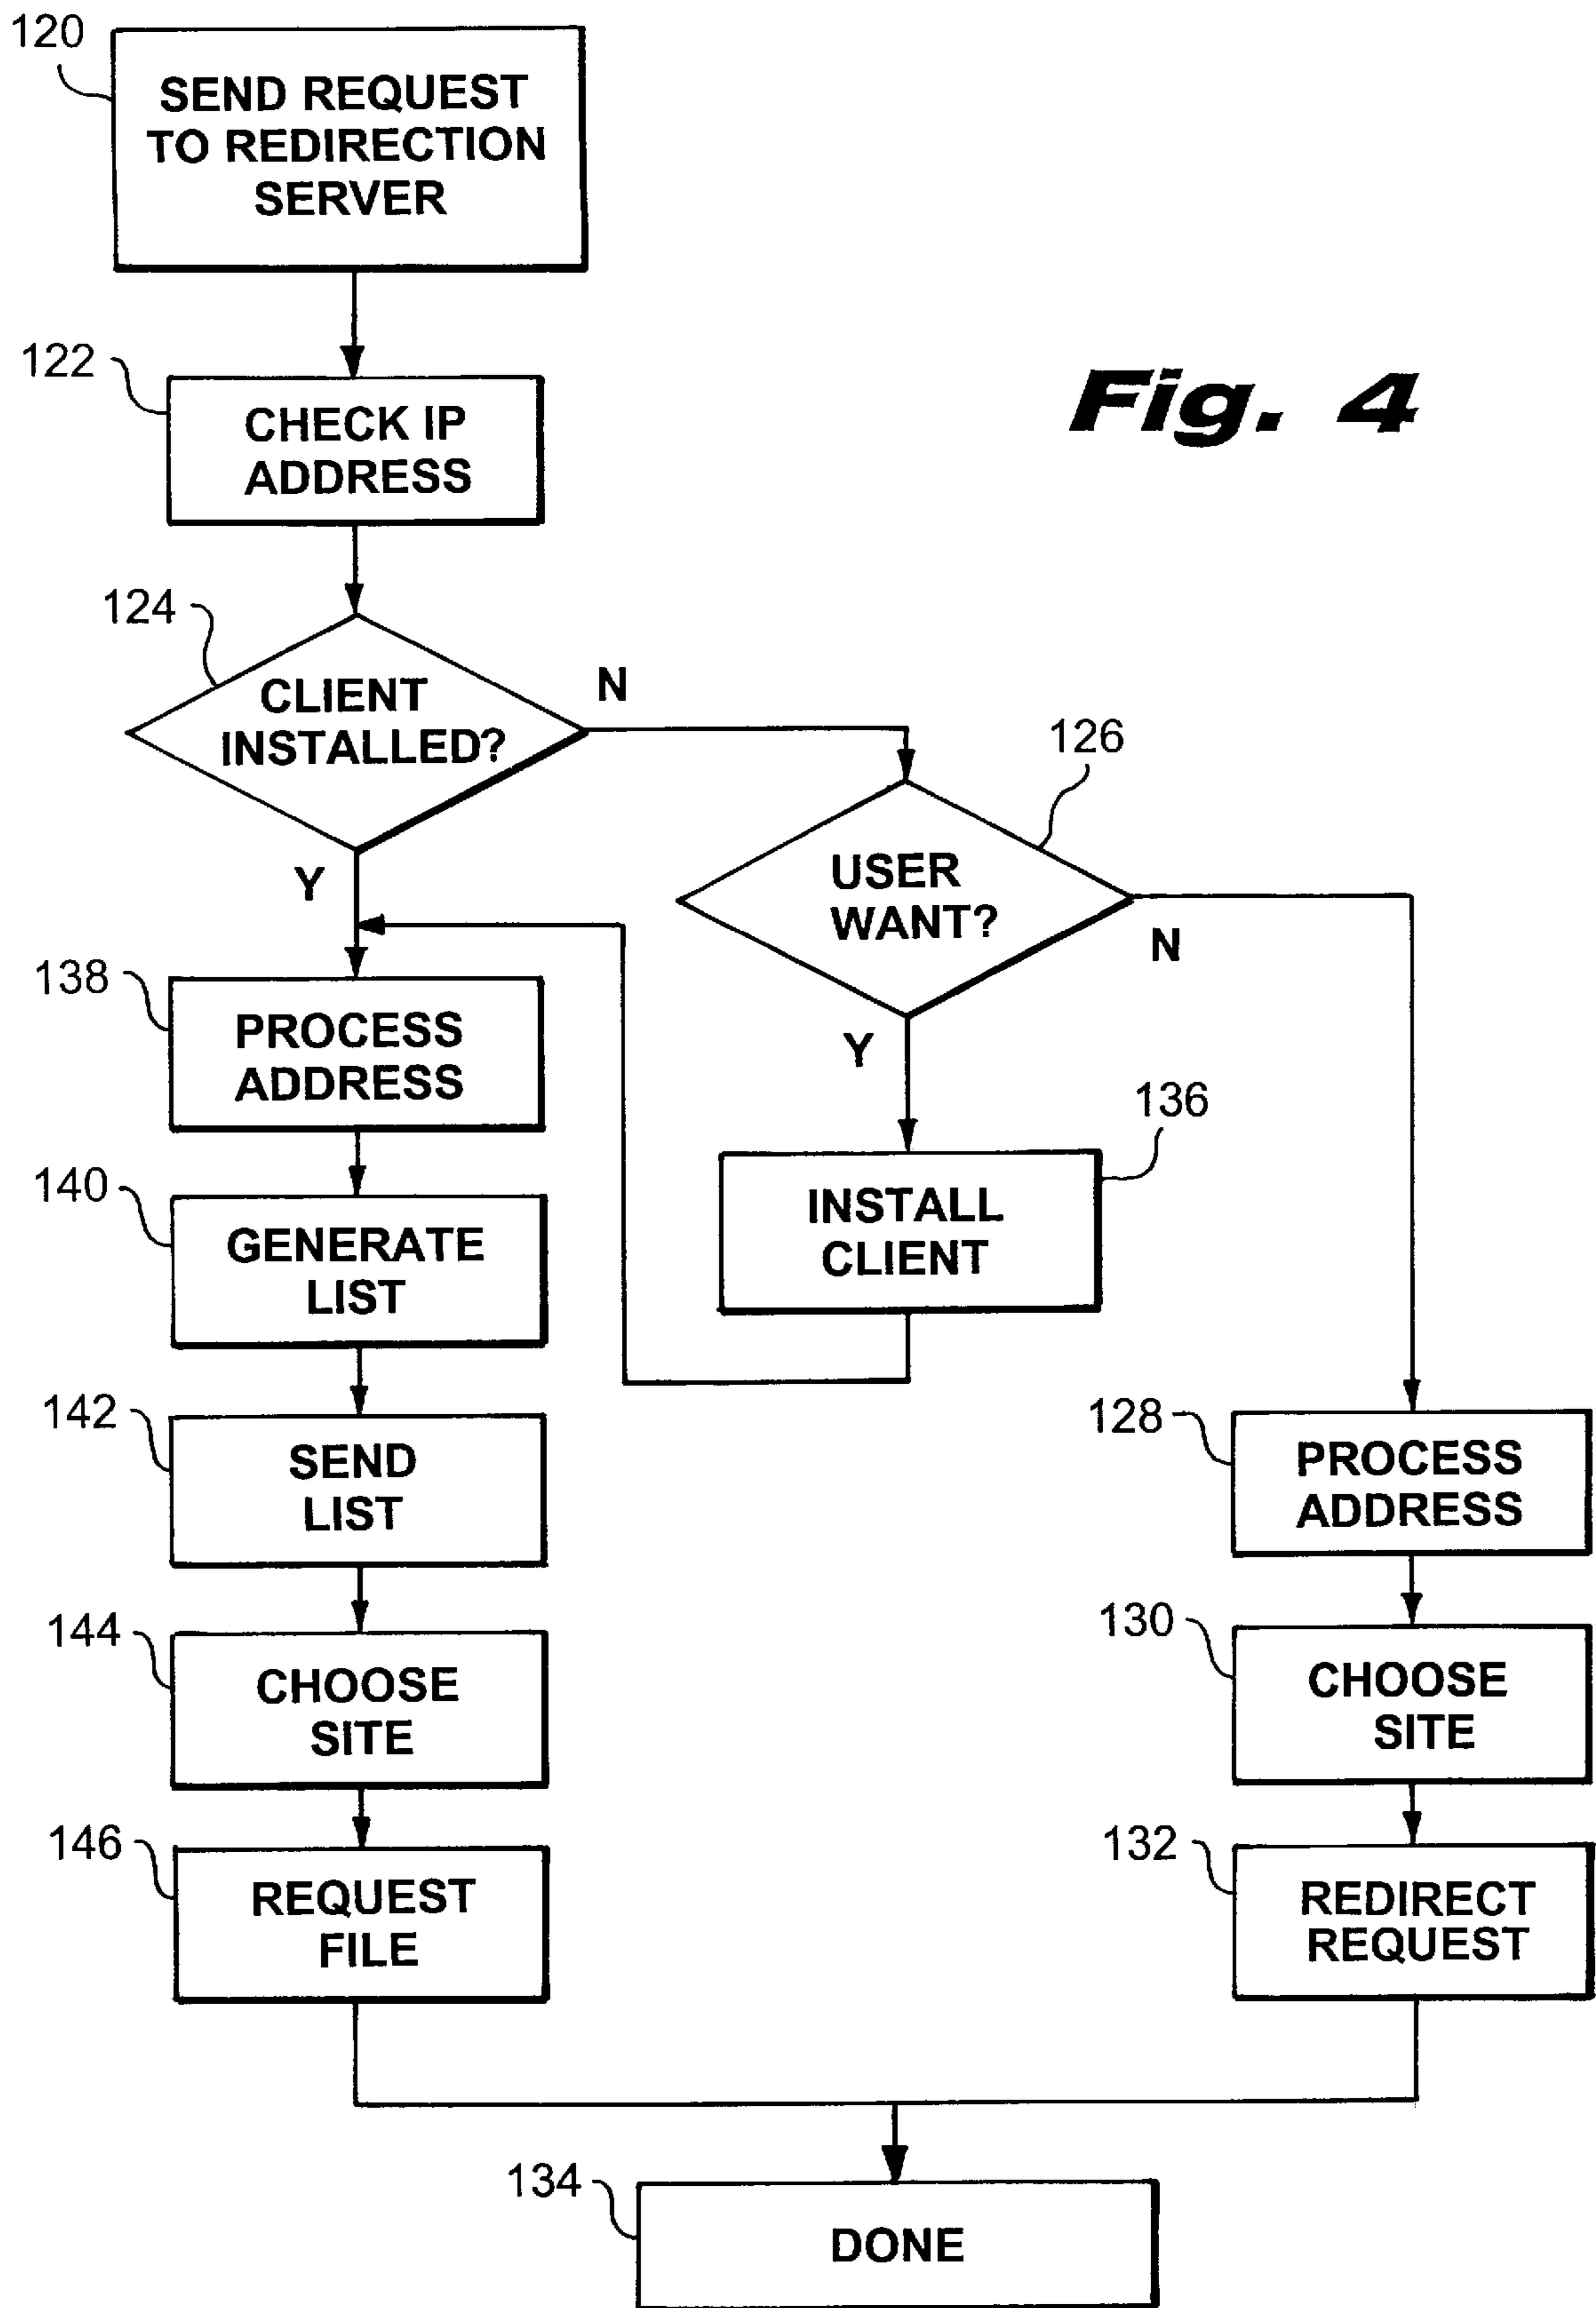 120
SEND REQUEST
TO REDIRECTION
SERVER
122
CHECK IP
ADDRESS
Fig. 4
124
CLIENT
INSTALLED?
N
Y
126
USER
WANT?
N
Y
138
PROCESS
ADDRESS
136
INSTALL
CLIENT
140
GENERATE
LIST
142
SEND
LIST
128
PROCESS
ADDRESS
144
CHOOSE
SITE
130
CHOOSE
SITE
146
REQUEST
FILE
132
REDIRECT
REQUEST
134
DONE